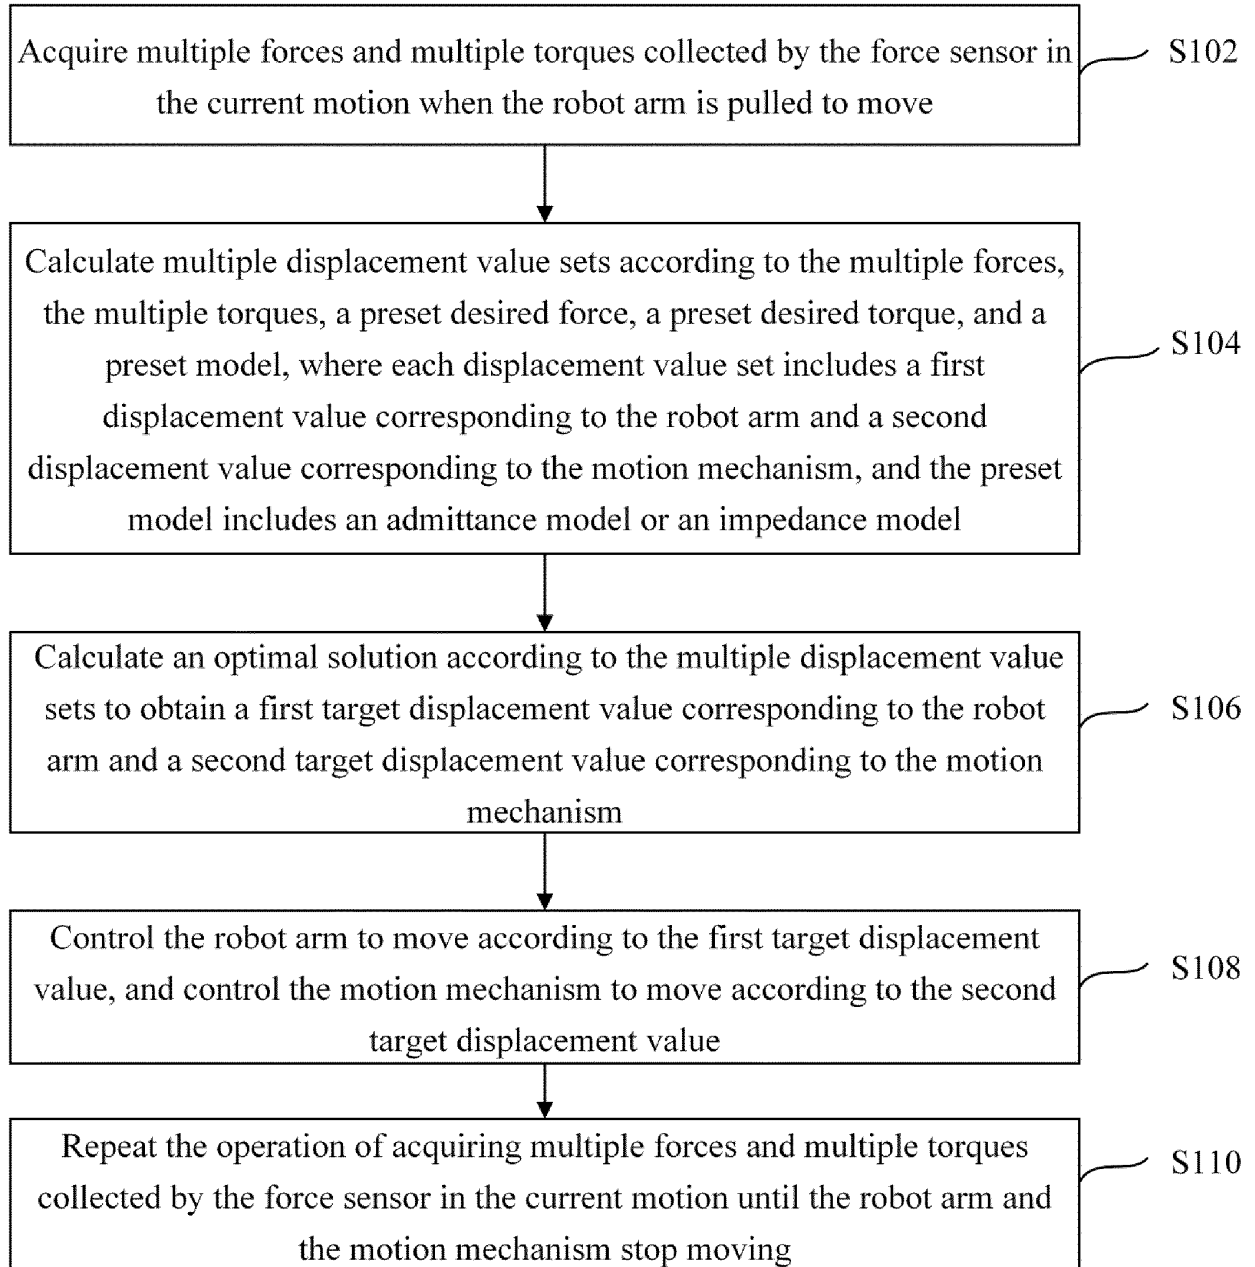 Acquire multiple forces and multiple torques collected by the force sensor in
the current motion when the robot arm is pulled to move
S102
Calculate multiple displacement value sets according to the multiple forces,
the multiple torques, a preset desired force, a preset desired torque, and a
preset model, where each displacement value set includes a first
displacement value corresponding to the robot arm and a second
displacement value corresponding to the motion mechanism, and the preset
model includes an admittance model or an impedance model
S104
Calculate an optimal solution according to the multiple displacement value
sets to obtain a first target displacement value corresponding to the robot
arm and a second target displacement value corresponding to the motion
mechanism
S106
Control the robot arm to move according to the first target displacement
value, and control the motion mechanism to move according to the second
target displacement value
S108
Repeat the operation of acquiring multiple forces and multiple torques
collected by the force sensor in the current motion until the robot arm and
the motion mechanism stop moving
S110